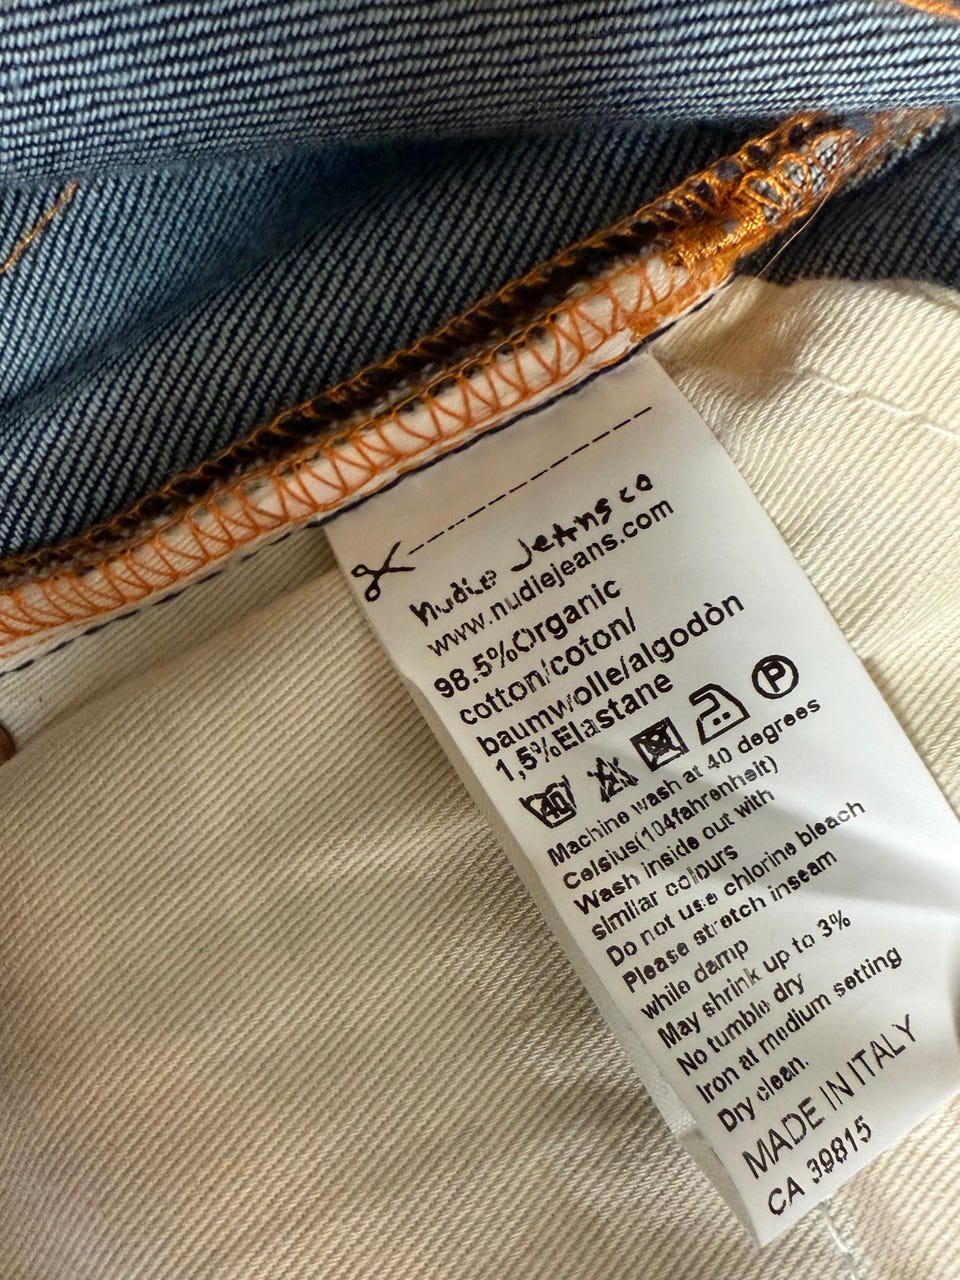 nudie Jeans co
www.nudiejeans.com
98.5%Organic
cotton/coton/
baumwolle/algodòn
1,5%Elastane
40 P
Machine wash at 40 degrees
Celsius(104fahrenheit)
Wash inside out with
similar colours
Do not use chlorine bleach
Please stretch inseam
while damp
May shrink up to 3%
No tumble dry
Iron at medium setting
Dry clean.
MADE IN ITALY
CA 39815